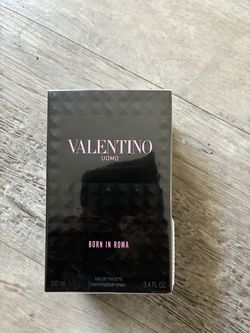 VALENTINO
UOMO
BORN IN ROMA
EAU DE TOILETTE
100 ml VAPORISATEUR SPRAY 3.4 FL.OZ.